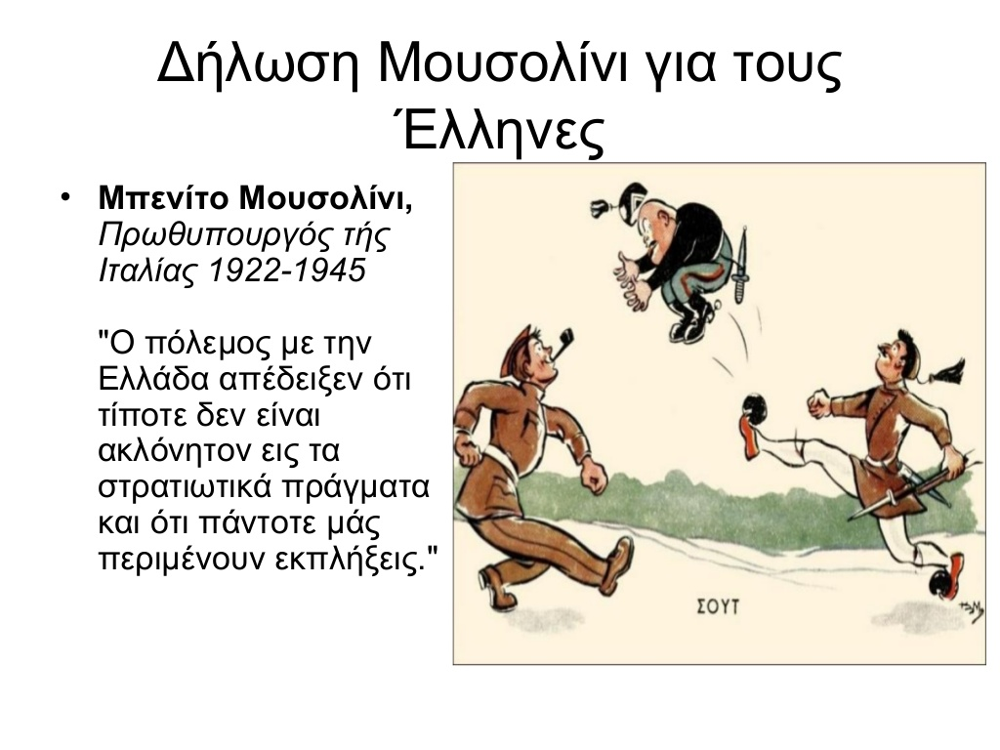 Δήλωση Μουσολίνι για τους
Έλληνες
• Μπενίτο Μουσολίνι,
Πρωθυπουργός τής
Ιταλίας 1922-1945
"Ο πόλεμος με την
Ελλάδα απέδειξεν ότι
τίποτε δεν είναι
ακλόνητον εις τα
στρατιωτικά πράγματα
και ότι πάντοτε μάς
περιμένουν εκπλήξεις."
ΣΟΥΤ